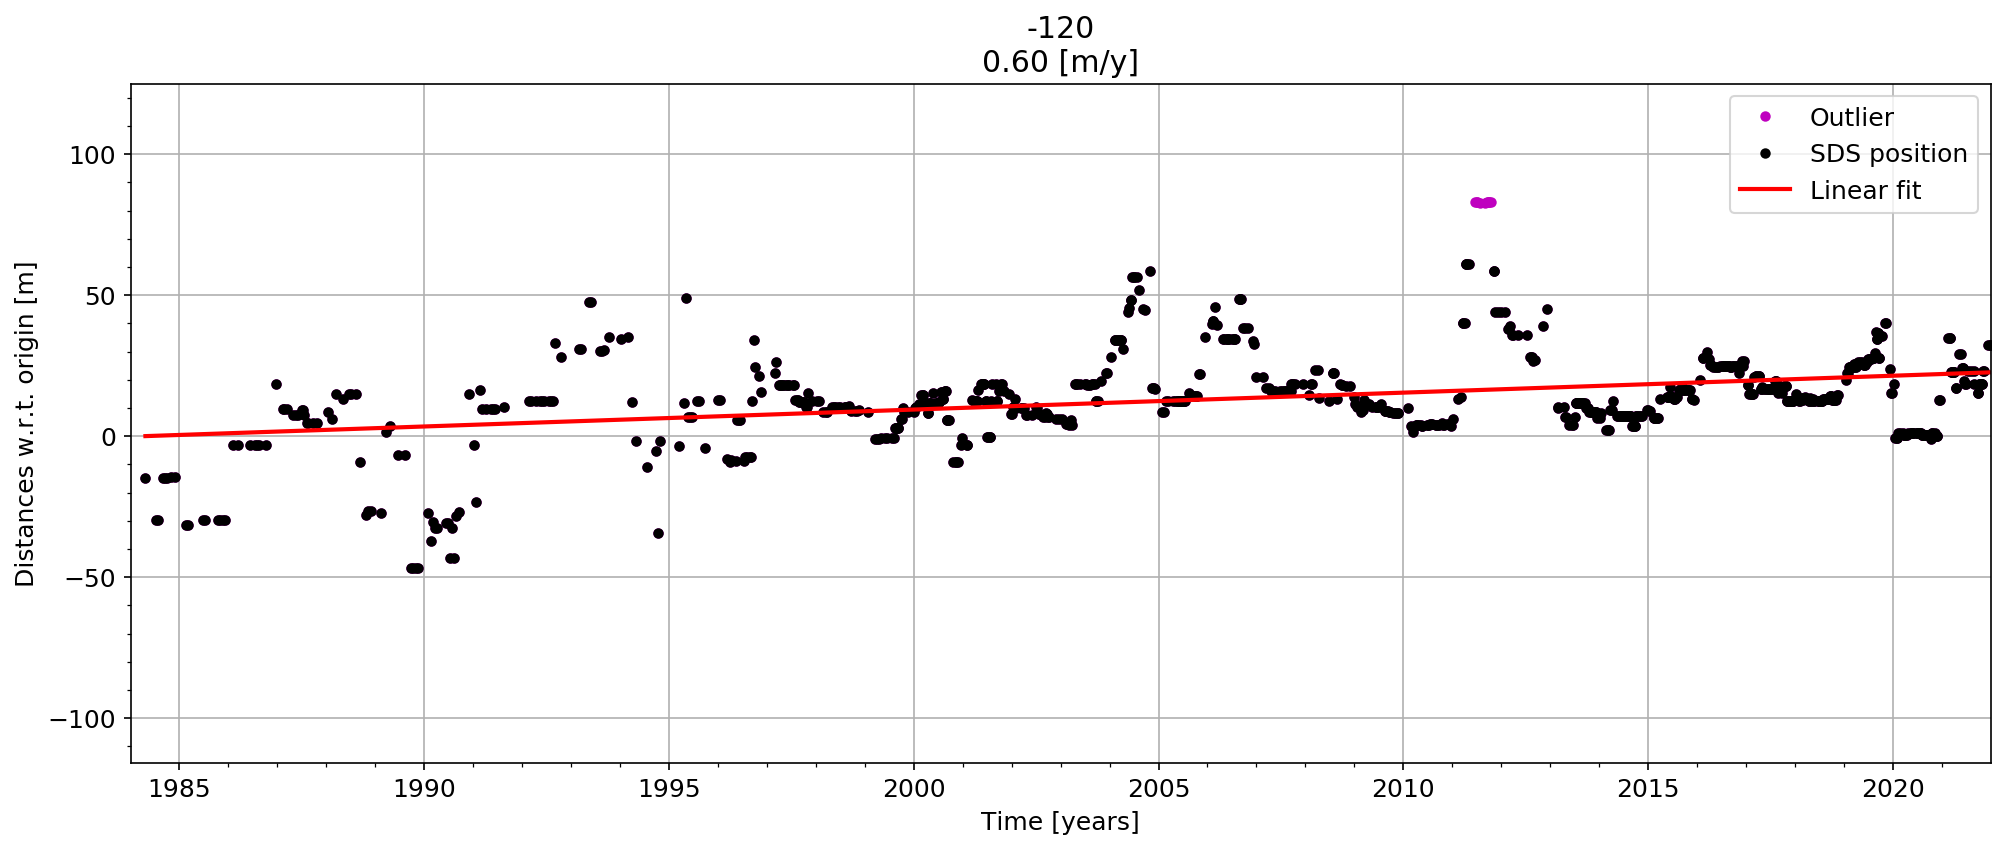 -120
0.60 [m/y]
Outlier
SDS position
Linear fit
Distances w.r.t. origin [m]
100
50
0
−50
−100
1985 1990 1995 2000 2005 2010 2015 2020
Time [years]